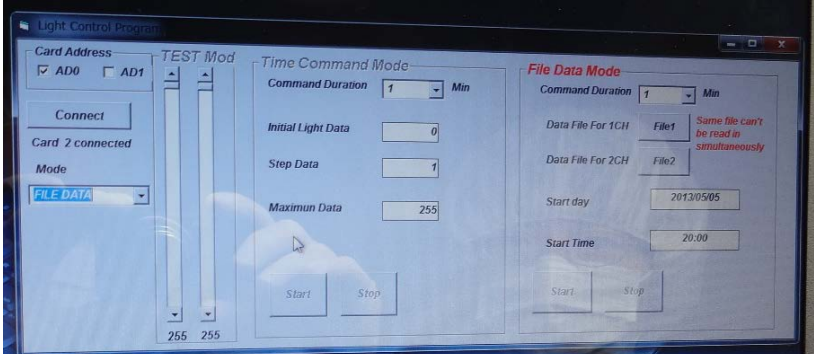 Light Control Program
Card Address
AD0
AD1
Connect
Card 2 connected
Mode
FILE DATA
TEST Mod
255 255
Time Command Mode
Command Duration 1 Min
Initial Light Data 0
Step Data 1
Maximun Data 255
Start Stop
File Data Mode
Command Duration 1 Min
Data File For 1CH File1
Same file can't
be read in
simultaneously
Data File For 2CH File2
Start day 2013/05/05
Start Time 20:00
Start Stop